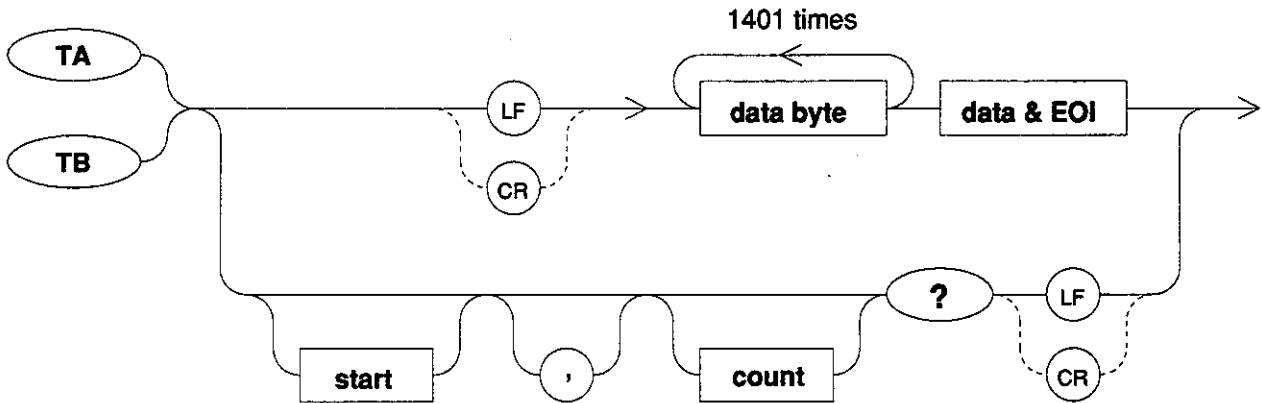 1401 times
TA
LF
data byte
data & EOI
TB
CR
?
LF
start
,
count
CR